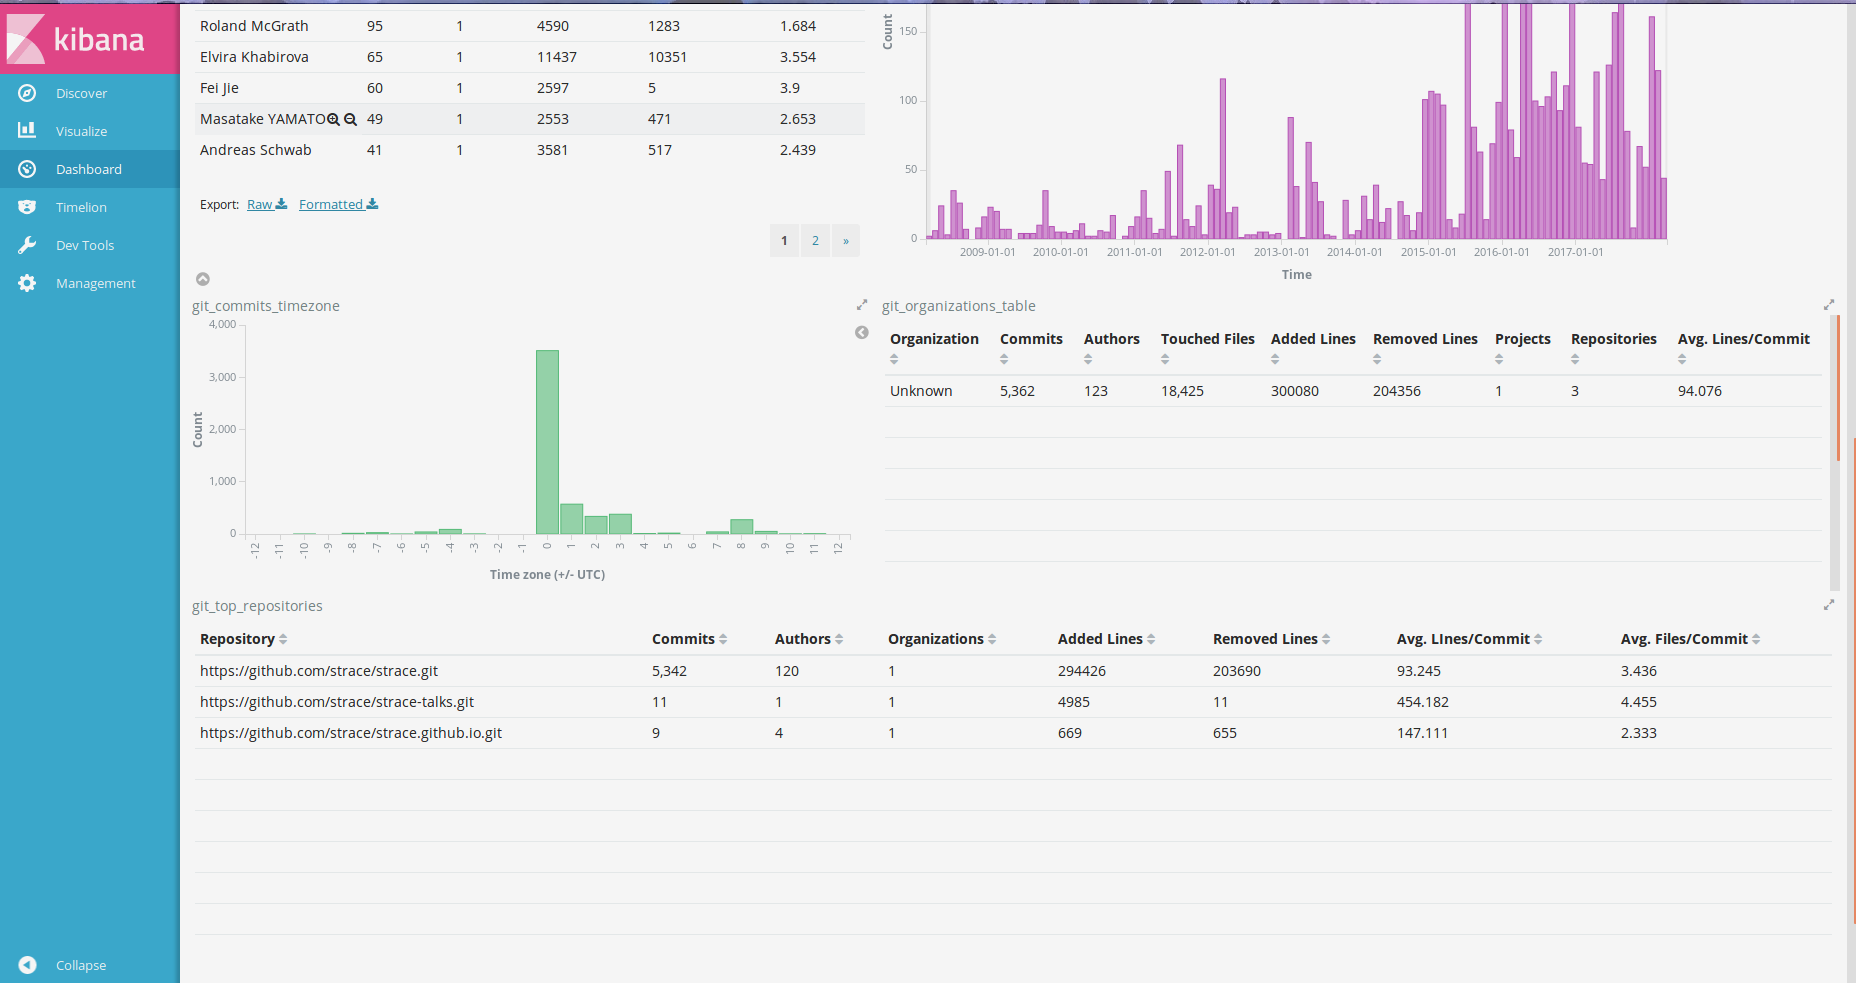 kibana
Discover
Visualize
Dashboard
Timelion
Dev Tools
Management
Collapse
Roland McGrath 95 1 4590 1283 1.684
Elvira Khabirova 65 1 11437 10351 3.554
Fei Jie 60 1 2597 5 3.9
Masatake YAMATO 49 1 2553 471 2.653
Andreas Schwab 41 1 3581 517 2.439
Export: Raw Formatted
1 2 »
Count
150
100
50
0
2009-01-01 2010-01-01 2011-01-01 2012-01-01 2013-01-01 2014-01-01 2015-01-01 2016-01-01 2017-01-01
Time
git_commits_timezone
4,000
3,000
2,000
1,000
0
Count
-12 -11 -10 -9 -8 -7 -6 -5 -4 -3 -2 -1 0 1 2 3 4 5 6 7 8 9 10 11 12
Time zone (+/- UTC)
git_organizations_table
Organization Commits Authors Touched Files Added Lines Removed Lines Projects Repositories Avg. Lines/Commit
Unknown 5,362 123 18,425 300080 204356 1 3 94.076
git_top_repositories
Repository Commits Authors Organizations Added Lines Removed Lines Avg. LInes/Commit Avg. Files/Commit
https://github.com/strace/strace.git 5,342 120 1 294426 203690 93.245 3.436
https://github.com/strace/strace-talks.git 11 1 1 4985 11 454.182 4.455
https://github.com/strace/strace.github.io.git 9 4 1 669 655 147.111 2.333